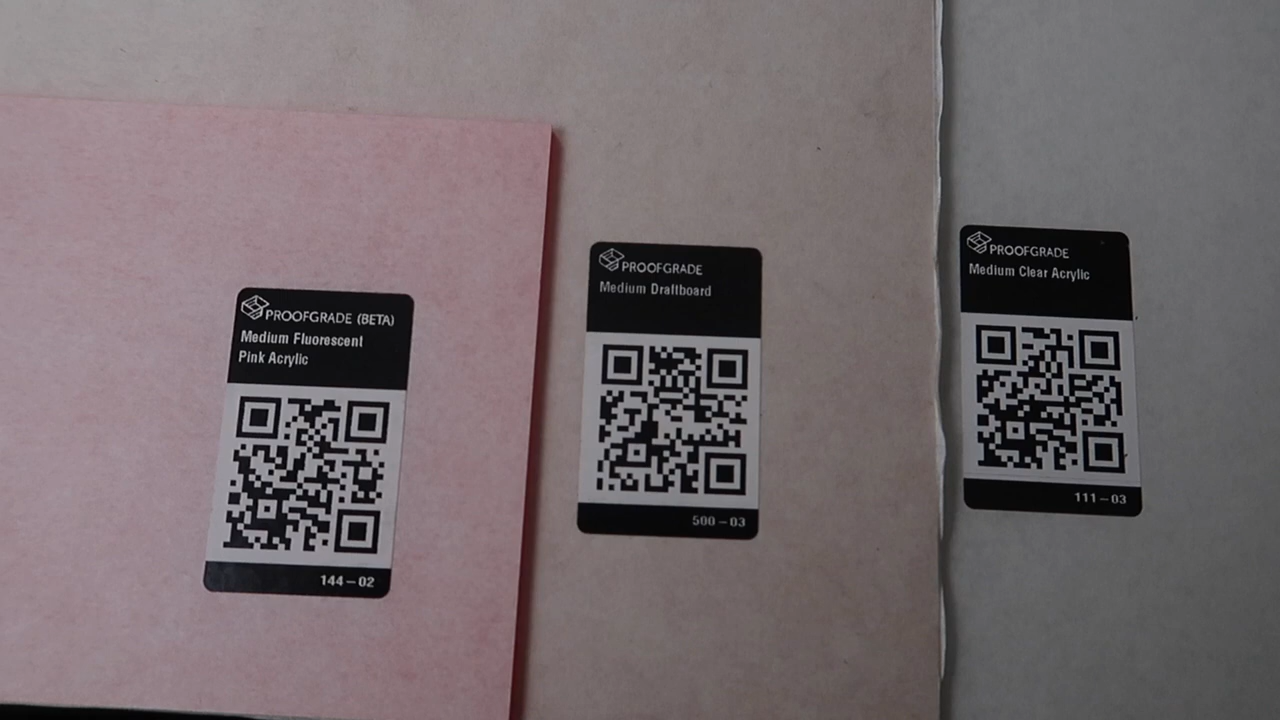 PROOFGRADE (BETA)
Medium Fluorescent
Pink Acrylic
144–02
PROOFGRADE
Medium Draftboard
500–03
PROOFGRADE
Medium Clear Acrylic
111–03